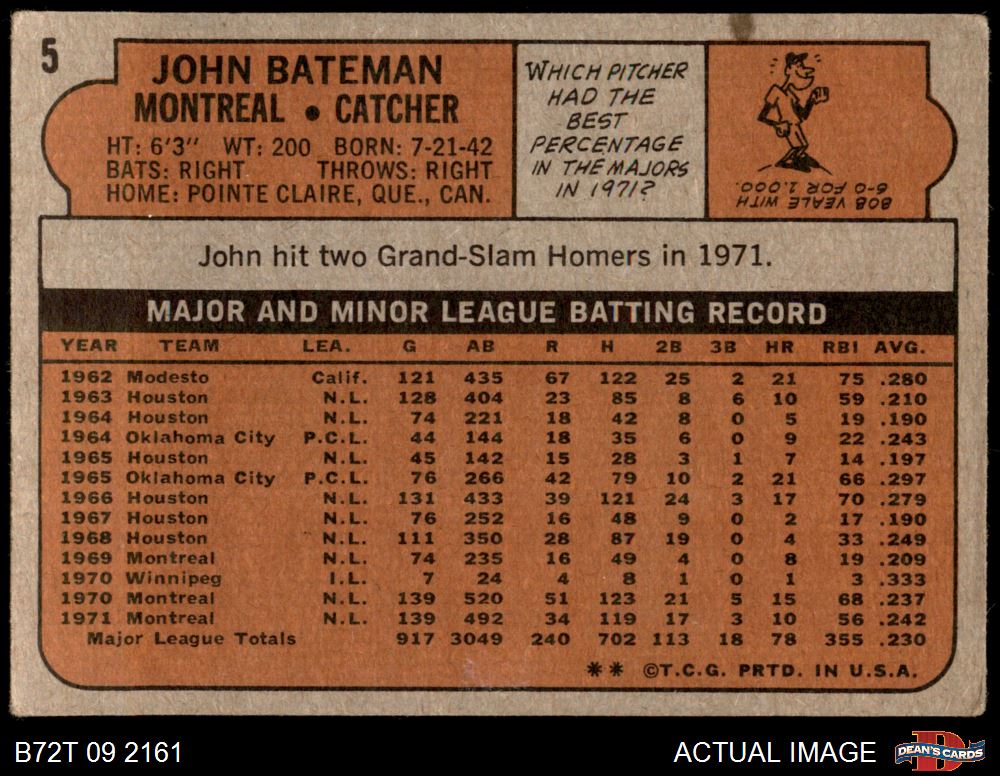 5
JOHN BATEMAN
MONTREAL • CATCHER
HT: 6'3" WT: 200 BORN: 7-21-42
BATS: RIGHT THROWS: RIGHT
HOME: POINTE CLAIRE, QUE., CAN.
WHICH PITCHER
HAD THE
BEST
PERCENTAGE
IN THE MAJORS
IN 1971?
BOB VEALE WITH
6-0 FOR 1.000.
John hit two Grand-Slam Homers in 1971.
MAJOR AND MINOR LEAGUE BATTING RECORD
YEAR TEAM LEA. G AB R H 2B 3B HR RBI AVG.
1962 Modesto Calif. 121 435 67 122 25 2 21 75 .280
1963 Houston N.L. 128 404 23 85 8 6 10 59 .210
1964 Houston N.L. 74 221 18 42 8 0 5 19 .190
1964 Oklahoma City P.C.L. 44 144 18 35 6 0 9 22 .243
1965 Houston N.L. 45 142 15 28 3 1 7 14 .197
1965 Oklahoma City P.C.L. 76 266 42 79 10 2 21 66 .297
1966 Houston N.L. 131 433 39 121 24 3 17 70 .279
1967 Houston N.L. 76 252 16 48 9 0 2 17 .190
1968 Houston N.L. 111 350 28 87 19 0 4 33 .249
1969 Montreal N.L. 74 235 16 49 4 0 8 19 .209
1970 Winnipeg I.L. 7 24 4 8 1 0 1 3 .333
1970 Montreal N.L. 139 520 51 123 21 5 15 68 .237
1971 Montreal N.L. 139 492 34 119 17 3 10 56 .242
Major League Totals 917 3049 240 702 113 18 78 355 .230
** ©T.C.G. PRTD. IN U.S.A.
B72T 09 2161
ACTUAL IMAGE
DEAN'S CARDS